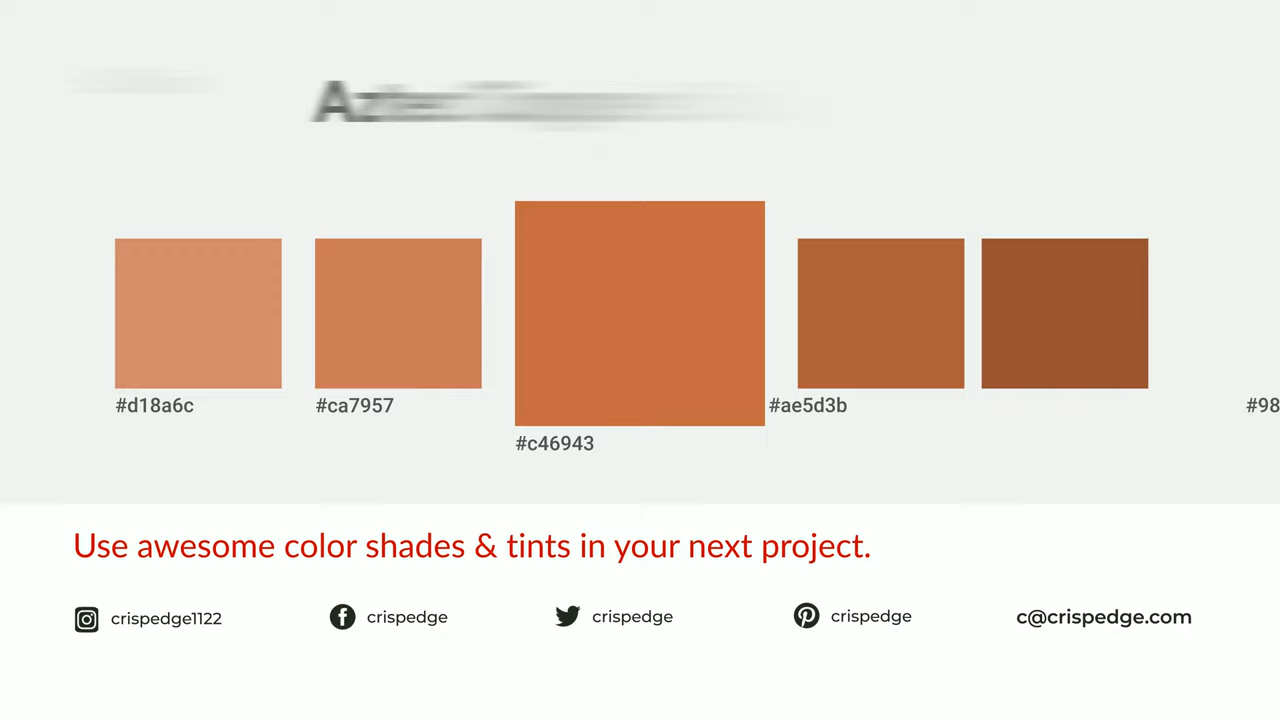 Aztec
#d18a6c
#ca7957
#c46943
#ae5d3b
#98
Use awesome color shades & tints in your next project.
crispedge1122
crispedge
crispedge
crispedge
c@crispedge.com